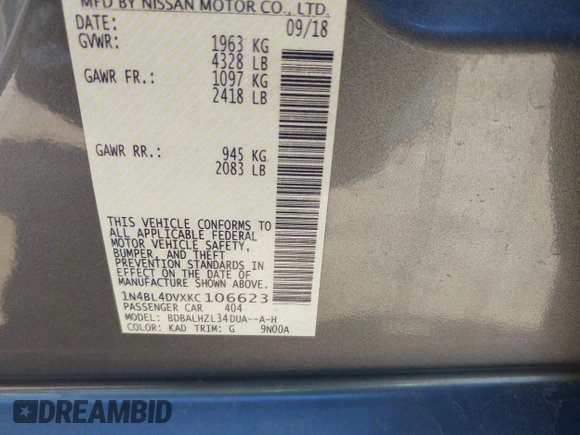 MFD BY NISSAN MOTOR CO., LTD.
DATE: 09/18
GVWR: 1963 KG
4328 LB
GAWR FR.: 1097 KG
2418 LB
GAWR RR.: 945 KG
2083 LB
THIS VEHICLE CONFORMS TO
ALL APPLICABLE FEDERAL
MOTOR VEHICLE SAFETY,
BUMPER, AND THEFT
PREVENTION STANDARDS IN
EFFECT ON THE DATE OF
MANUFACTURE SHOWN ABOVE.
1N4BL4DVXKC106623
PASSENGER CAR 404
MODEL: BDBALHZL34DUA--A-H
COLOR: KAD TRIM: G 9N00A
DREAMBID